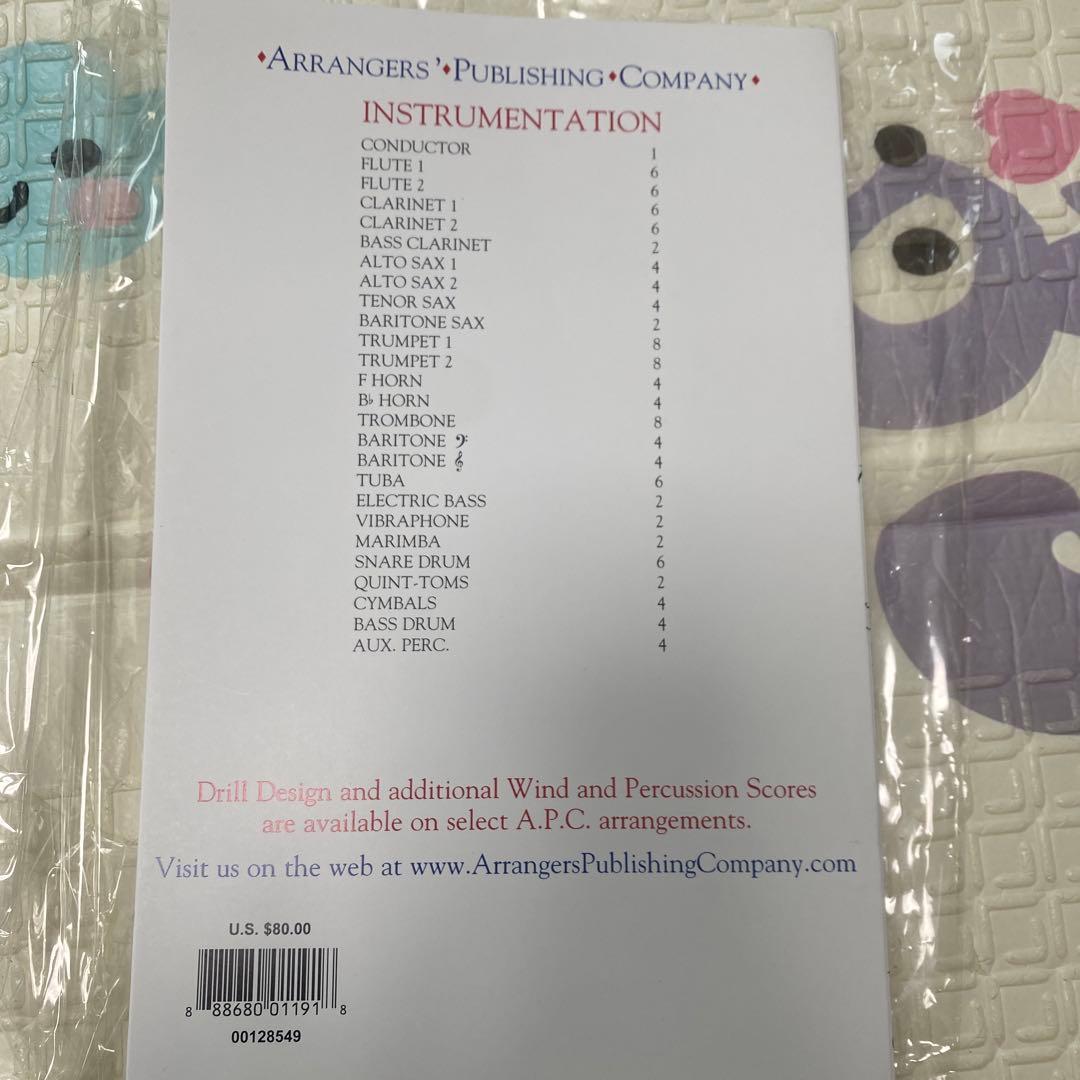 ♦ARRANGERS'♦PUBLISHING♦COMPANY♦
INSTRUMENTATION
CONDUCTOR 1
FLUTE 1 6
FLUTE 2 6
CLARINET 1 6
CLARINET 2 6
BASS CLARINET 2
ALTO SAX 1 4
ALTO SAX 2 4
TENOR SAX 4
BARITONE SAX 2
TRUMPET 1 8
TRUMPET 2 8
F HORN 4
B♭ HORN 4
TROMBONE 8
BARITONE 𝄢 4
BARITONE 𝄞 4
TUBA 6
ELECTRIC BASS 2
VIBRAPHONE 2
MARIMBA 2
SNARE DRUM 6
QUINT-TOMS 2
CYMBALS 4
BASS DRUM 4
AUX. PERC. 4
Drill Design and additional Wind and Percussion Scores
are available on select A.P.C. arrangements.
Visit us on the web at www.ArrangersPublishingCompany.com
U.S. $80.00
8 88680 01191 8
00128549